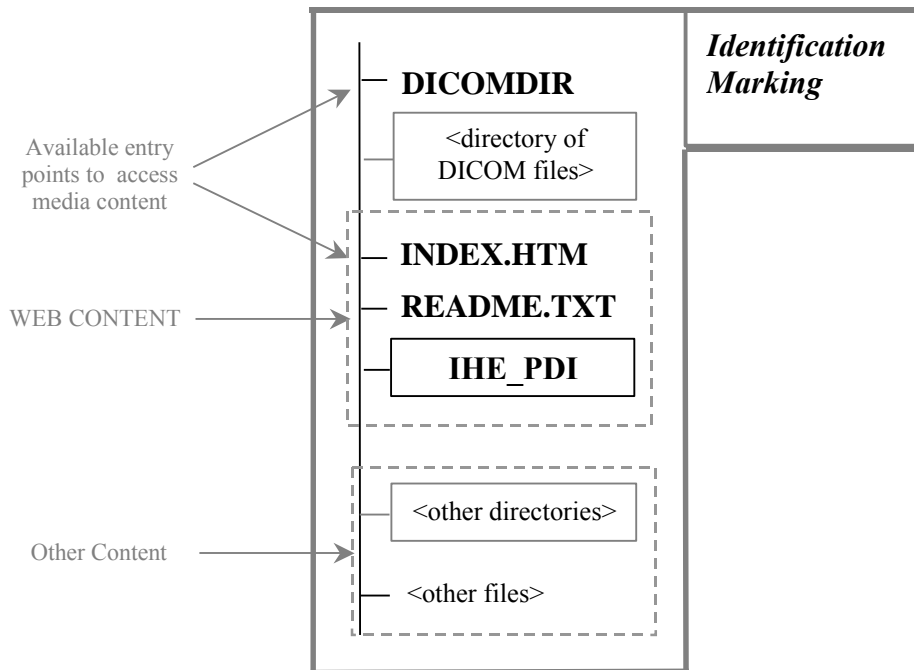 Identification
Marking
DICOMDIR
<directory of
DICOM files>
Available entry
points to access
media content
INDEX.HTM
WEB CONTENT
README.TXT
IHE_PDI
<other directories>
Other Content
<other files>